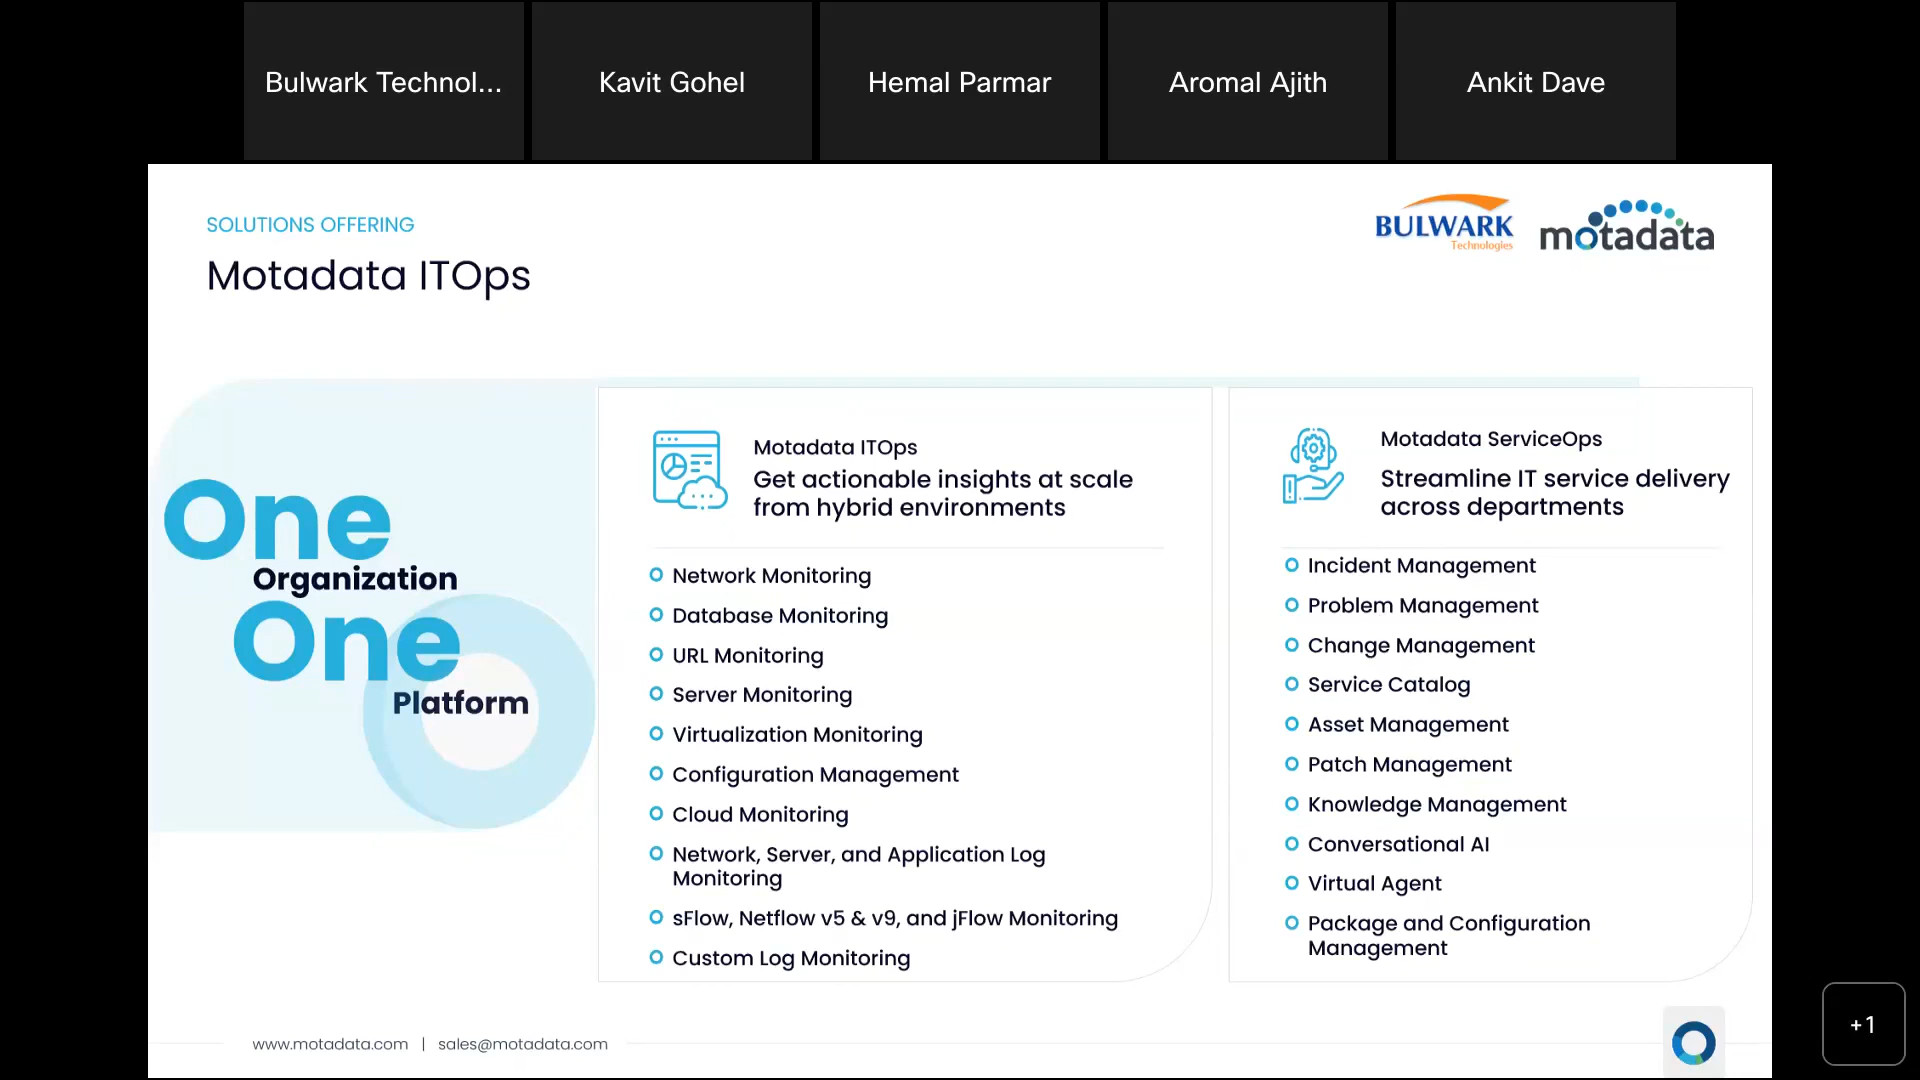 Bulwark Technol...
Kavit Gohel
Hemal Parmar
Aromal Ajith
Ankit Dave
SOLUTIONS OFFERING
Motadata ITOps
BULWARK
Technologies
motadata
One
Organization
One
Platform
Motadata ITOps
Get actionable insights at scale
from hybrid environments
Network Monitoring
Database Monitoring
URL Monitoring
Server Monitoring
Virtualization Monitoring
Configuration Management
Cloud Monitoring
Network, Server, and Application Log
Monitoring
sFlow, Netflow v5 & v9, and jFlow Monitoring
Custom Log Monitoring
Motadata ServiceOps
Streamline IT service delivery
across departments
Incident Management
Problem Management
Change Management
Service Catalog
Asset Management
Patch Management
Knowledge Management
Conversational AI
Virtual Agent
Package and Configuration
Management
www.motadata.com | sales@motadata.com
+1